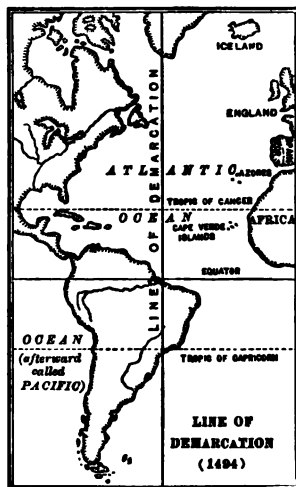 ICELAND
ENGLAND
LINE OF DEMARCATION
ATLANTIC
AZORES
TROPIC OF CANCER
OCEAN
AFRICA
CAPE VERDE
ISLANDS
EQUATOR
OCEAN
(afterward
called
PACIFIC)
TROPIC OF CAPRICORN
LINE OF
DEMARCATION
(1494)